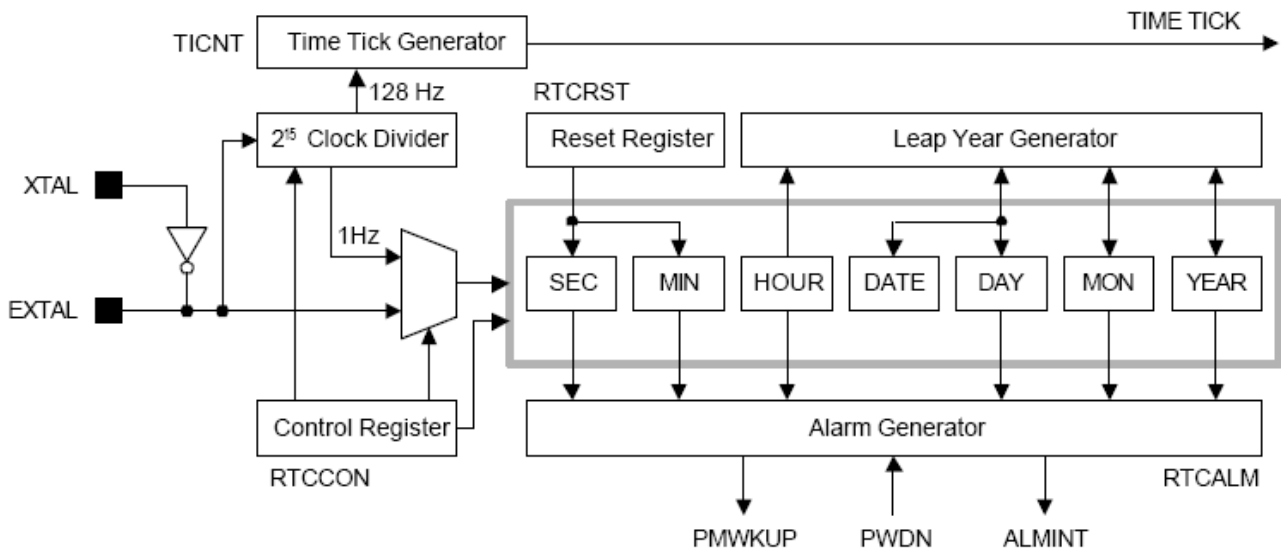 TIME TICK
TICNT
Time Tick Generator
128 Hz
RTCRST
2¹⁵ Clock Divider
Reset Register
Leap Year Generator
XTAL
1Hz
SEC
MIN
HOUR
DATE
DAY
MON
YEAR
EXTAL
Control Register
Alarm Generator
RTCCON
RTCALM
PMWKUP
PWDN
ALMINT